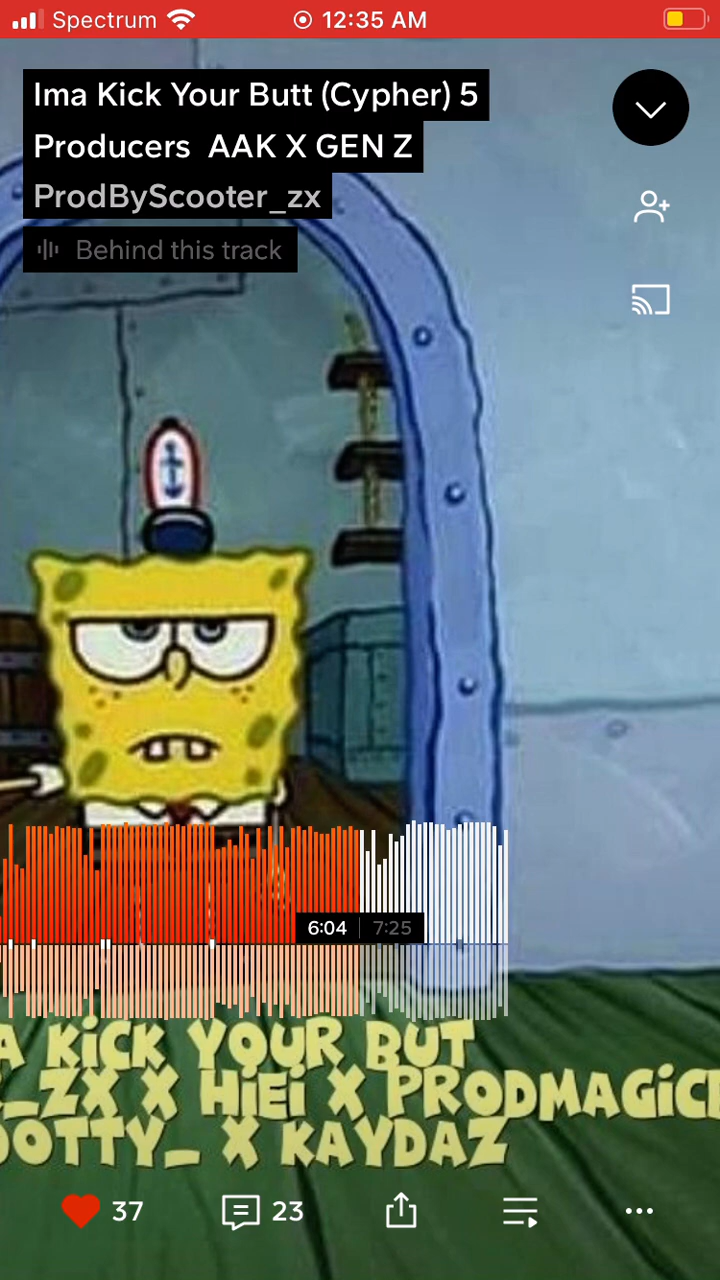 Spectrum
12:35 AM
Ima Kick Your Butt (Cypher) 5
Producers AAK X GEN Z
ProdByScooter_zx
Behind this track
6:04 7:25
KiCK YOUR BUT
_ZX X HiEi X PRODMAGiC
_ X KAYDAZ
37 23